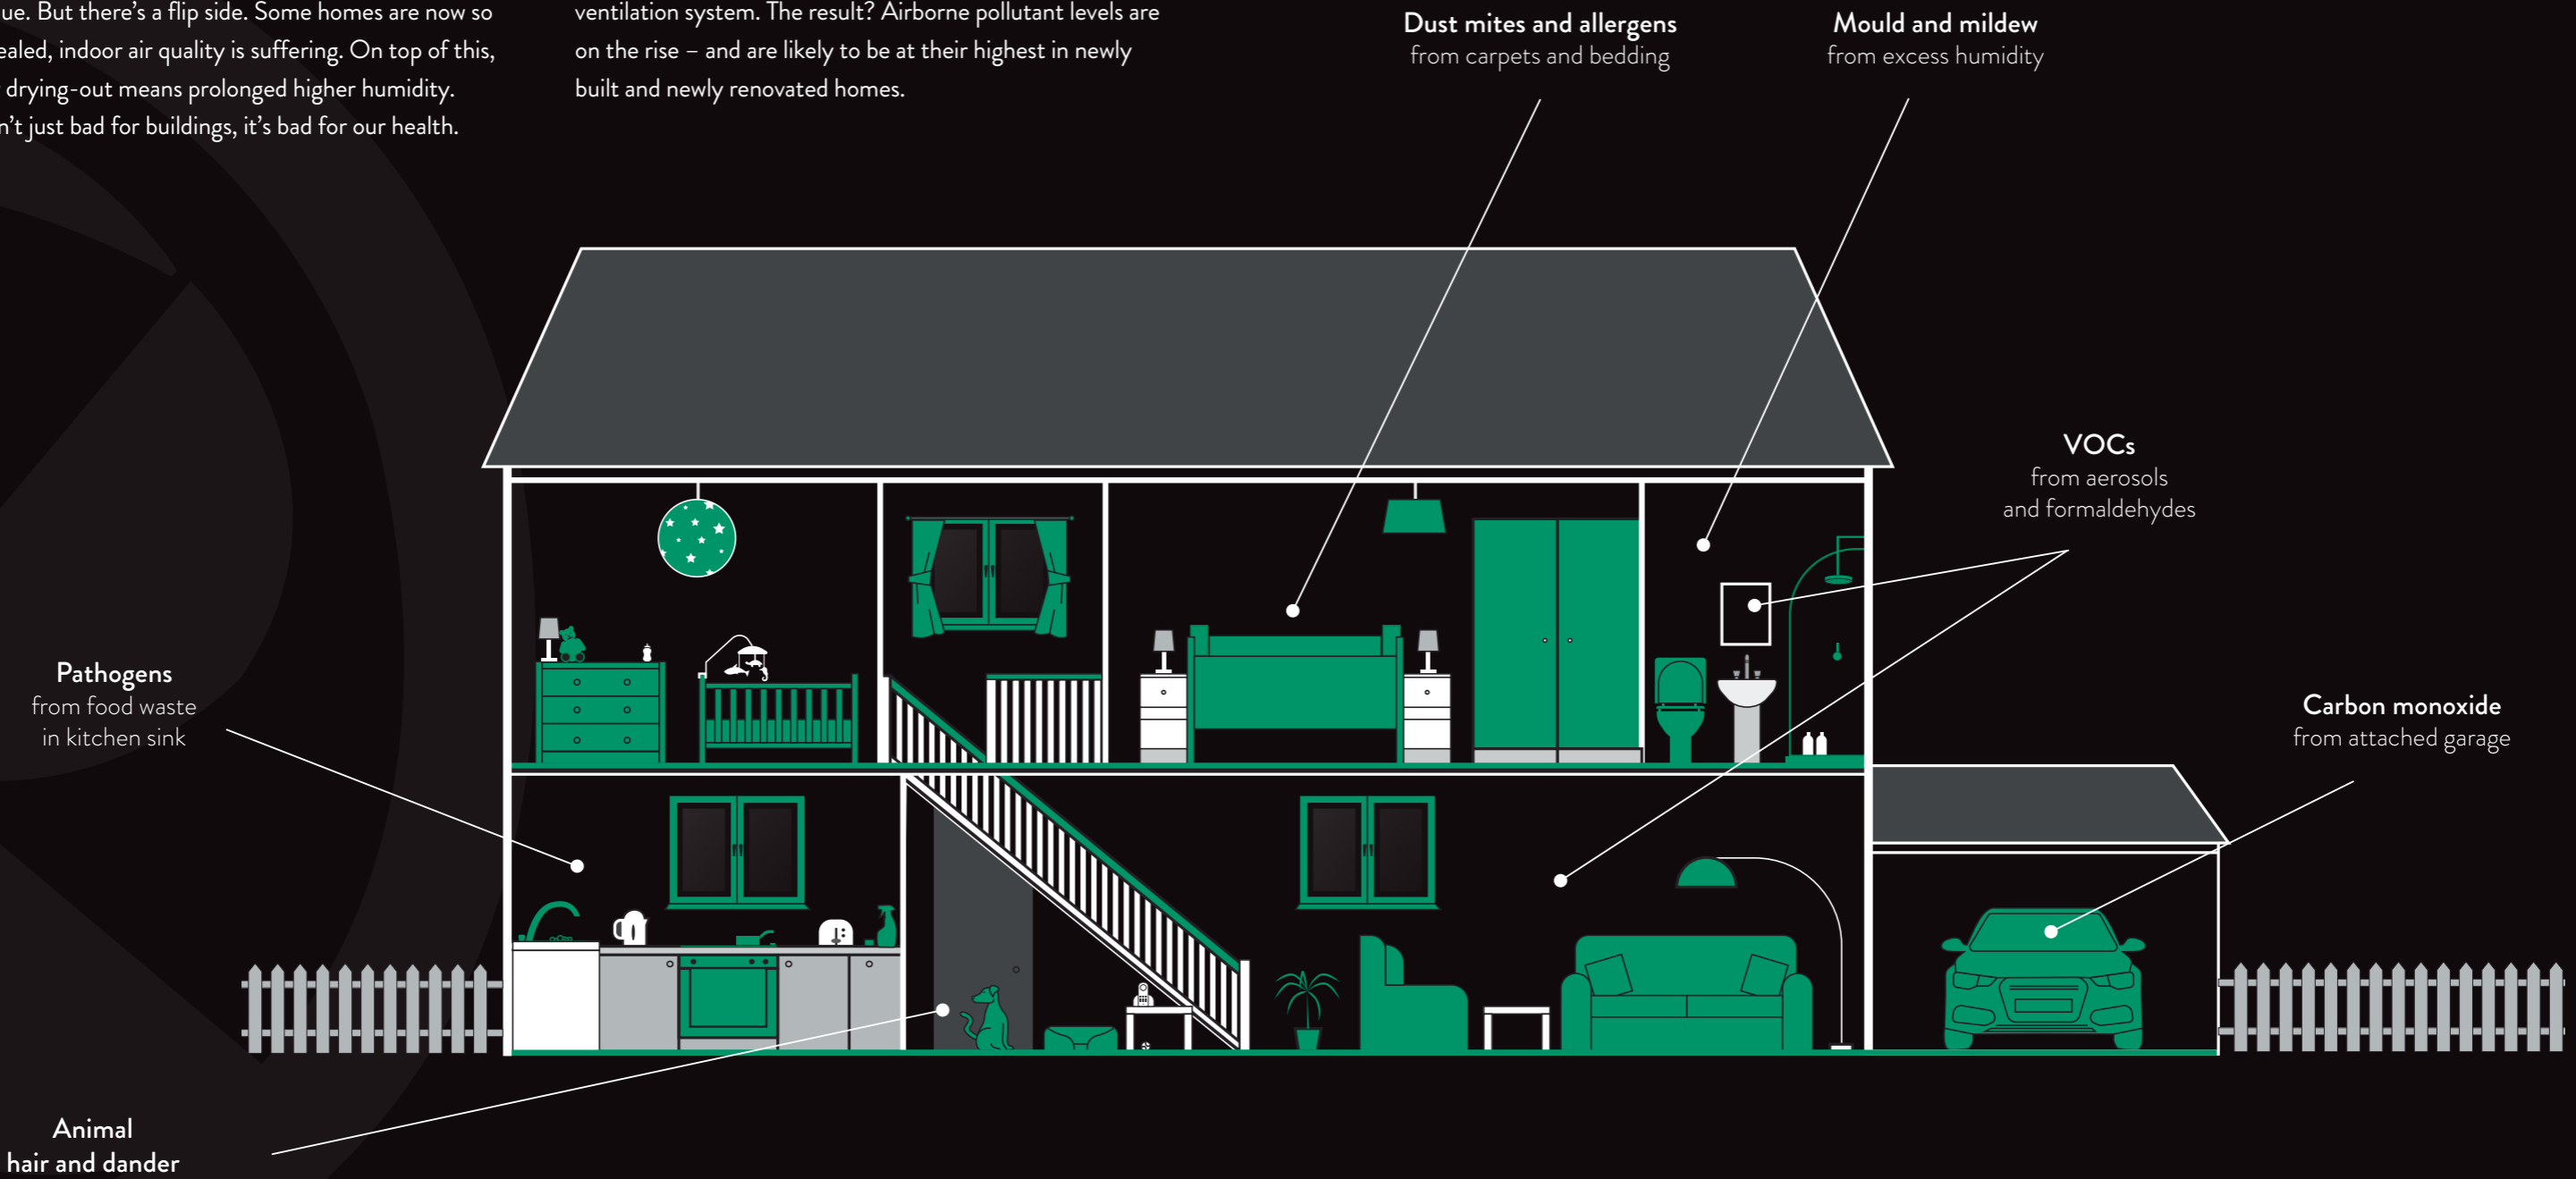 ue. But there's a flip side. Some homes are now so
ealed, indoor air quality is suffering. On top of this,
drying-out means prolonged higher humidity.
n't just bad for buildings, it's bad for our health.
ventilation system. The result? Airborne pollutant levels are
on the rise – and are likely to be at their highest in newly
built and newly renovated homes.
Dust mites and allergens
from carpets and bedding
Mould and mildew
from excess humidity
VOCs
from aerosols
and formaldehydes
Pathogens
from food waste
in kitchen sink
Carbon monoxide
from attached garage
Animal
hair and dander